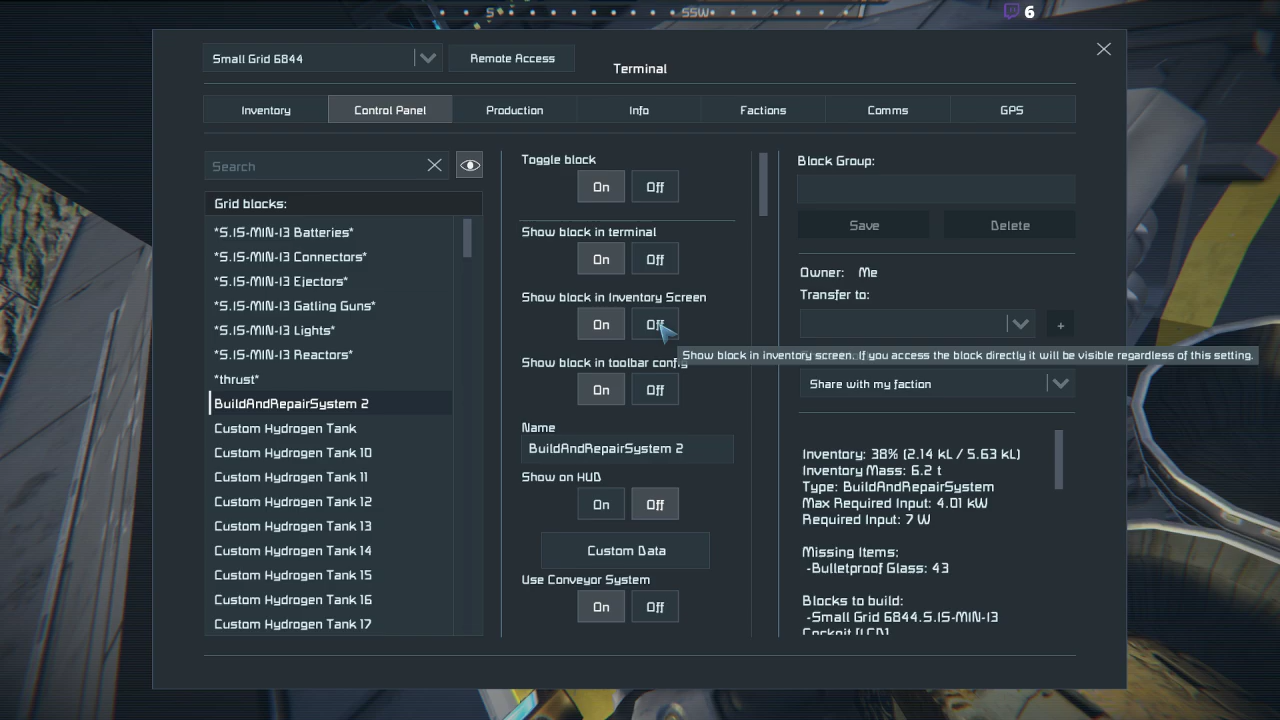 S
SSW
6
Small Grid 6844
Remote Access
Terminal
Inventory
Control Panel
Production
Info
Factions
Comms
GPS
Search
Grid blocks:
*S.I5-MIN-13 Batteries*
*S.I5-MIN-13 Connectors*
*S.I5-MIN-13 Ejectors*
*S.I5-MIN-13 Gatling Guns*
*S.I5-MIN-13 Lights*
*S.I5-MIN-13 Reactors*
*thrust*
BuildAndRepairSystem 2
Custom Hydrogen Tank
Custom Hydrogen Tank 10
Custom Hydrogen Tank 11
Custom Hydrogen Tank 12
Custom Hydrogen Tank 13
Custom Hydrogen Tank 14
Custom Hydrogen Tank 15
Custom Hydrogen Tank 16
Custom Hydrogen Tank 17
Toggle block
On Off
Show block in terminal
On Off
Show block in Inventory Screen
On Off
Show block in inventory screen. If you access the block directly it will be visible regardless of this setting.
Show block in toolbar config
On Off
Name
BuildAndRepairSystem 2
Show on HUD
On Off
Custom Data
Use Conveyor System
On Off
Block Group:
Save
Delete
Owner: Me
Transfer to:
+
Share with my faction
Inventory: 38% (2.14 kL / 5.63 kL)
Inventory Mass: 6.2 t
Type: BuildAndRepairSystem
Max Required Input: 4.01 kW
Required Input: 7 W
Missing Items:
-Bulletproof Glass: 43
Blocks to build:
-Small Grid 6844.S.I5-MIN-13
Cockpit [LCD]